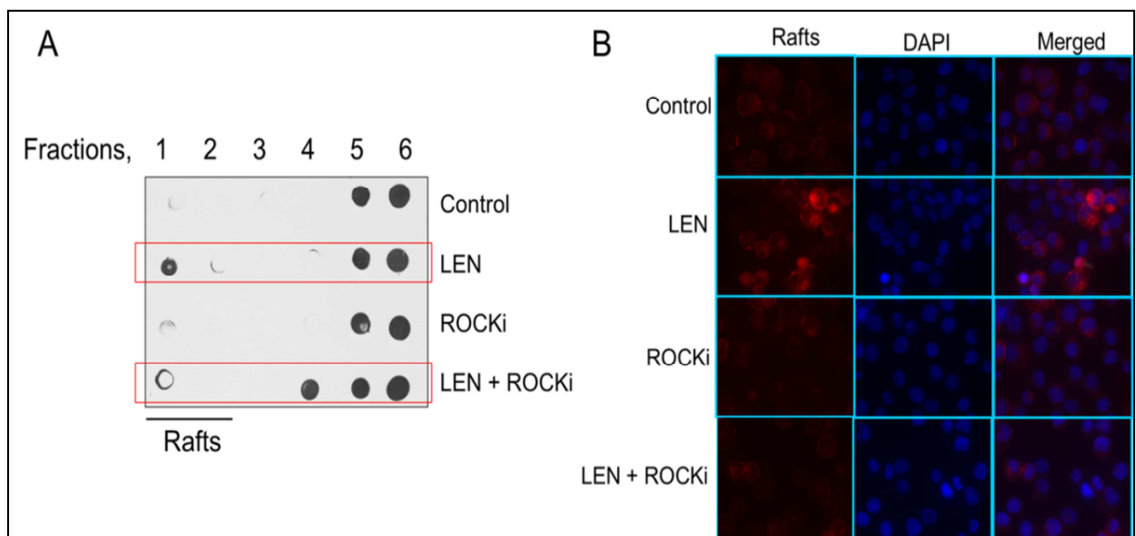 A
Fractions, 1 2 3 4 5 6
Control
LEN
ROCKi
LEN + ROCKi
Rafts
B
Rafts DAPI Merged
Control
LEN
ROCKi
LEN + ROCKi